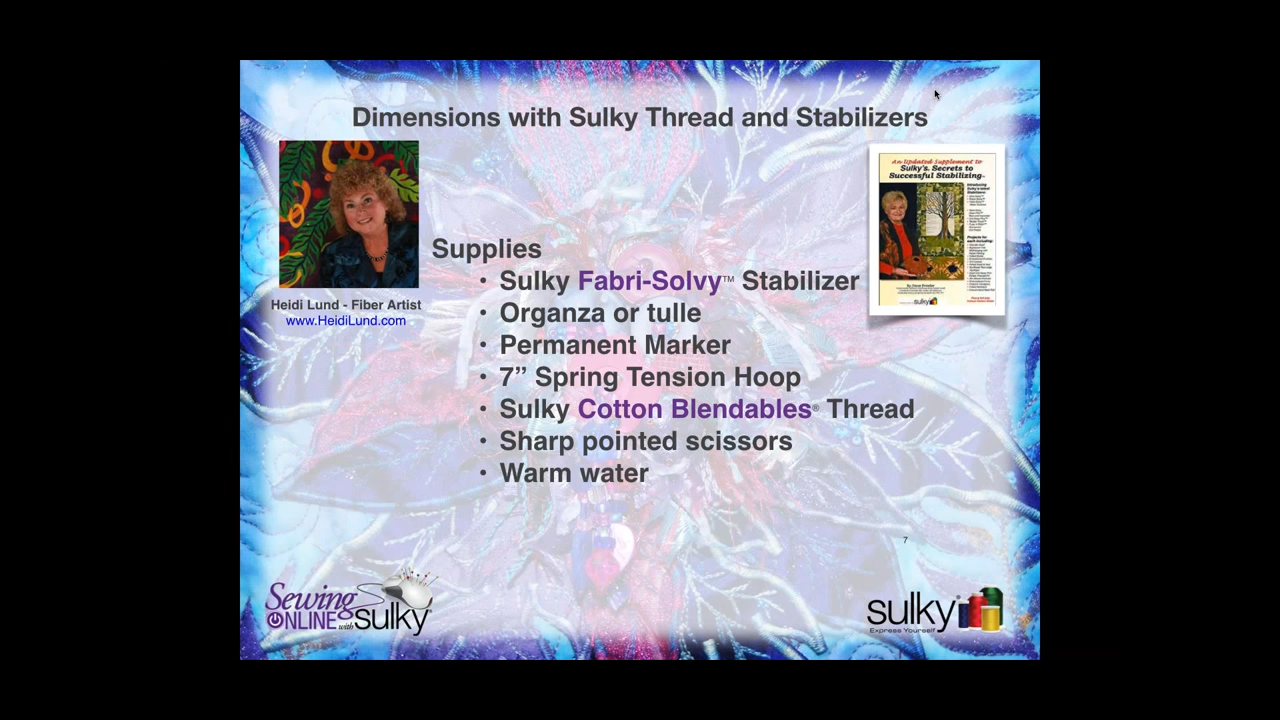 Dimensions with Sulky Thread and Stabilizers
An Updated Supplement to
Sulky's® Secrets to
Successful Stabilizing™
Supplies
• Sulky Fabri-Solvy™ Stabilizer
Heidi Lund - Fiber Artist
www.HeidiLund.com
• Organza or tulle
• Permanent Marker
• 7” Spring Tension Hoop
• Sulky Cotton Blendables® Thread
• Sharp pointed scissors
• Warm water
7
Sewing
ONLINE with sulky®
sulky®
Express Yourself